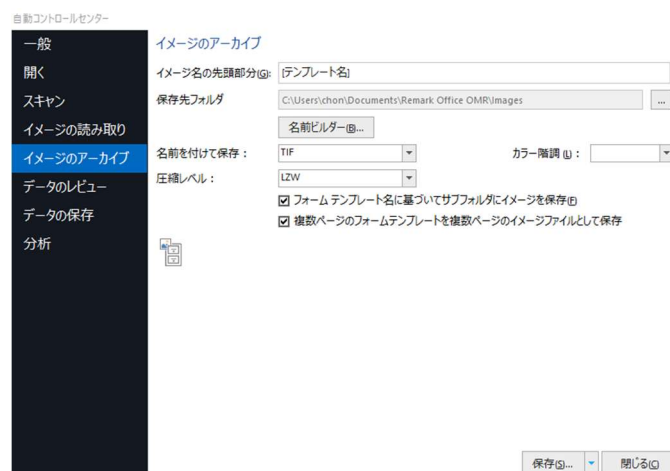 自動コントロールセンター
一般
開く
スキャン
イメージの読み取り
イメージのアーカイブ
データのレビュー
データの保存
分析
イメージのアーカイブ
イメージ名の先頭部分(G): [テンプレート名]
保存先フォルダ C:\Users\chon\Documents\Remark Office OMR\Images ...
名前ビルダー(B)...
名前を付けて保存： TIF カラー階調(L)：
圧縮レベル： LZW
フォーム テンプレート名に基づいてサブフォルダにイメージを保存(F)
複数ページのフォームテンプレートを複数ページのイメージファイルとして保存
保存(S)... 閉じる(C)